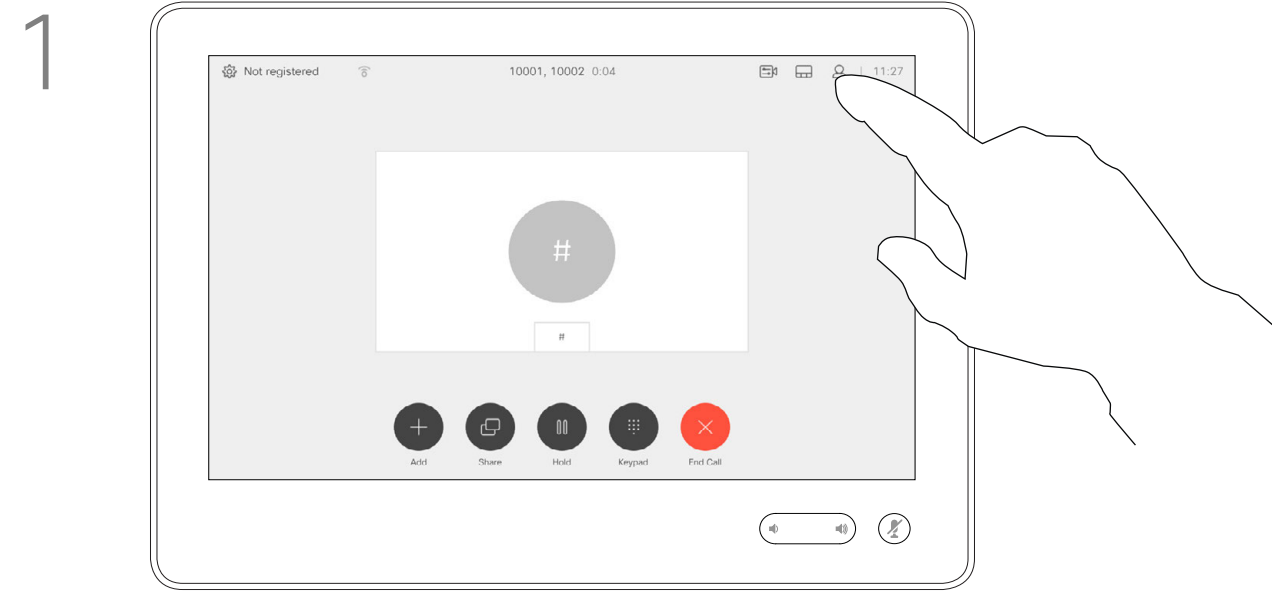 1
Not registered
10001, 10002 0:04
11:27
#
#
Add Share Hold Keypad End Call